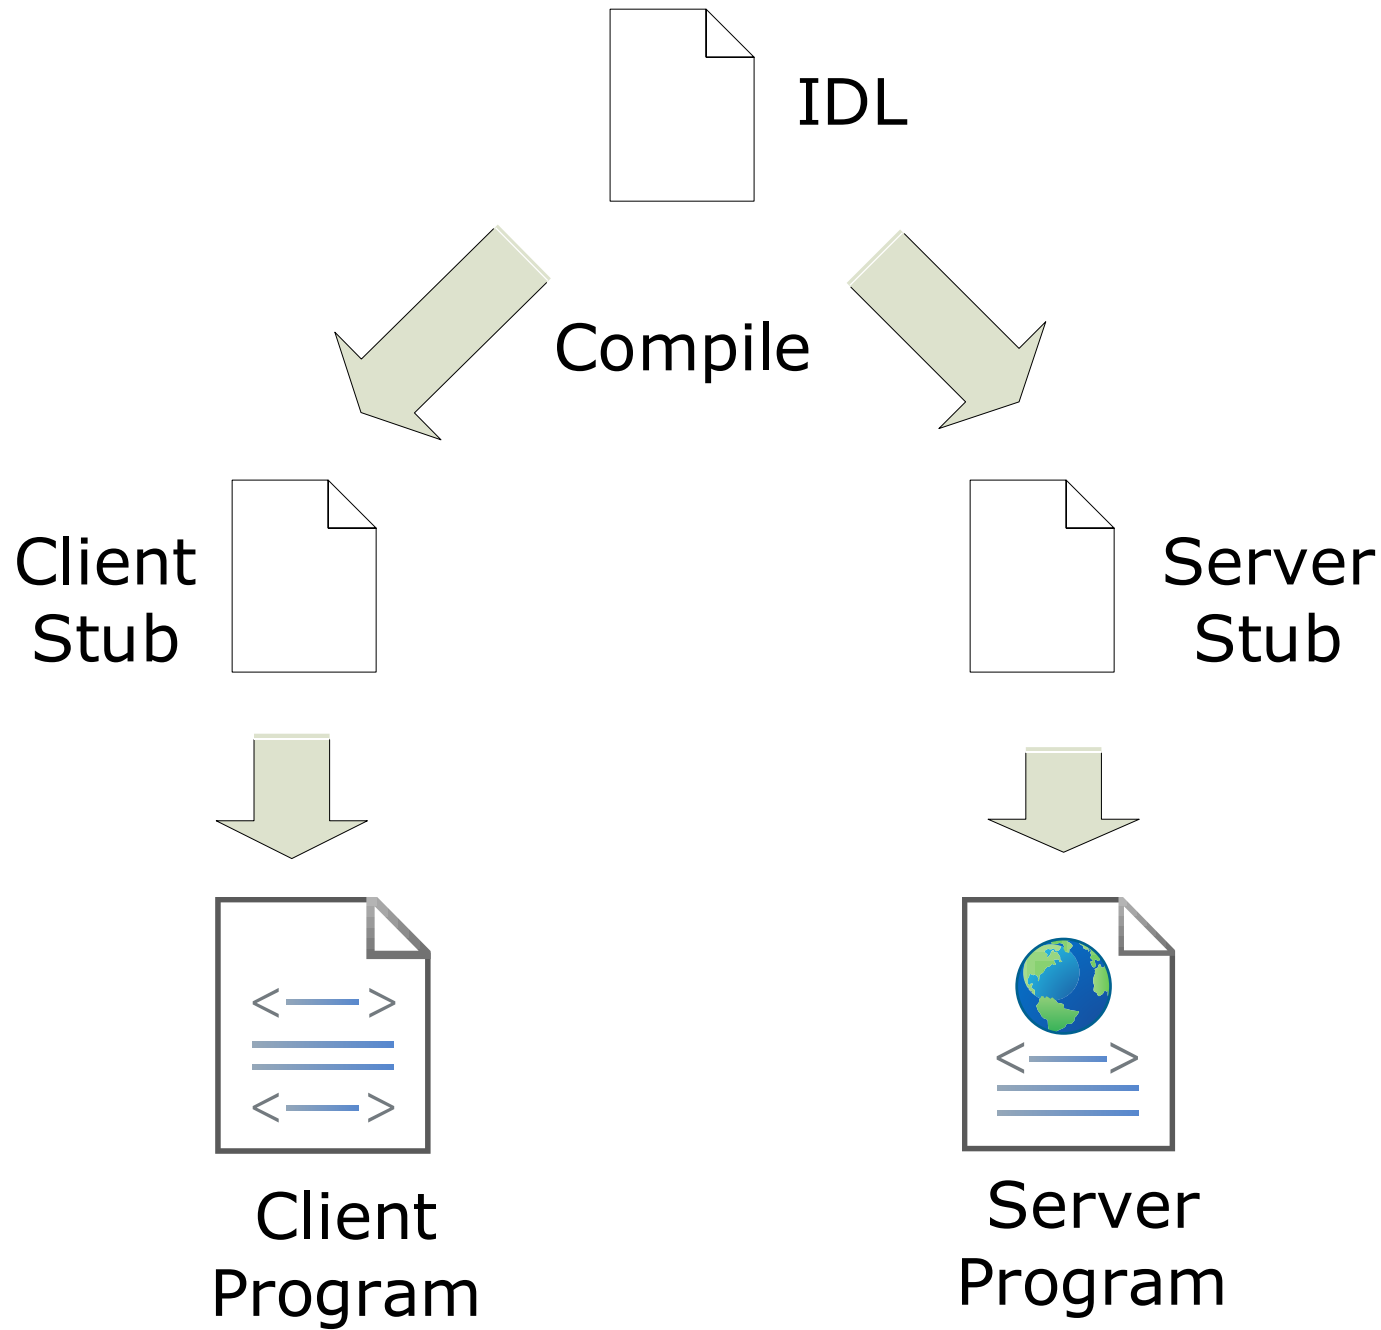 IDL
Compile
Client
Stub
Server
Stub
Client
Program
Server
Program